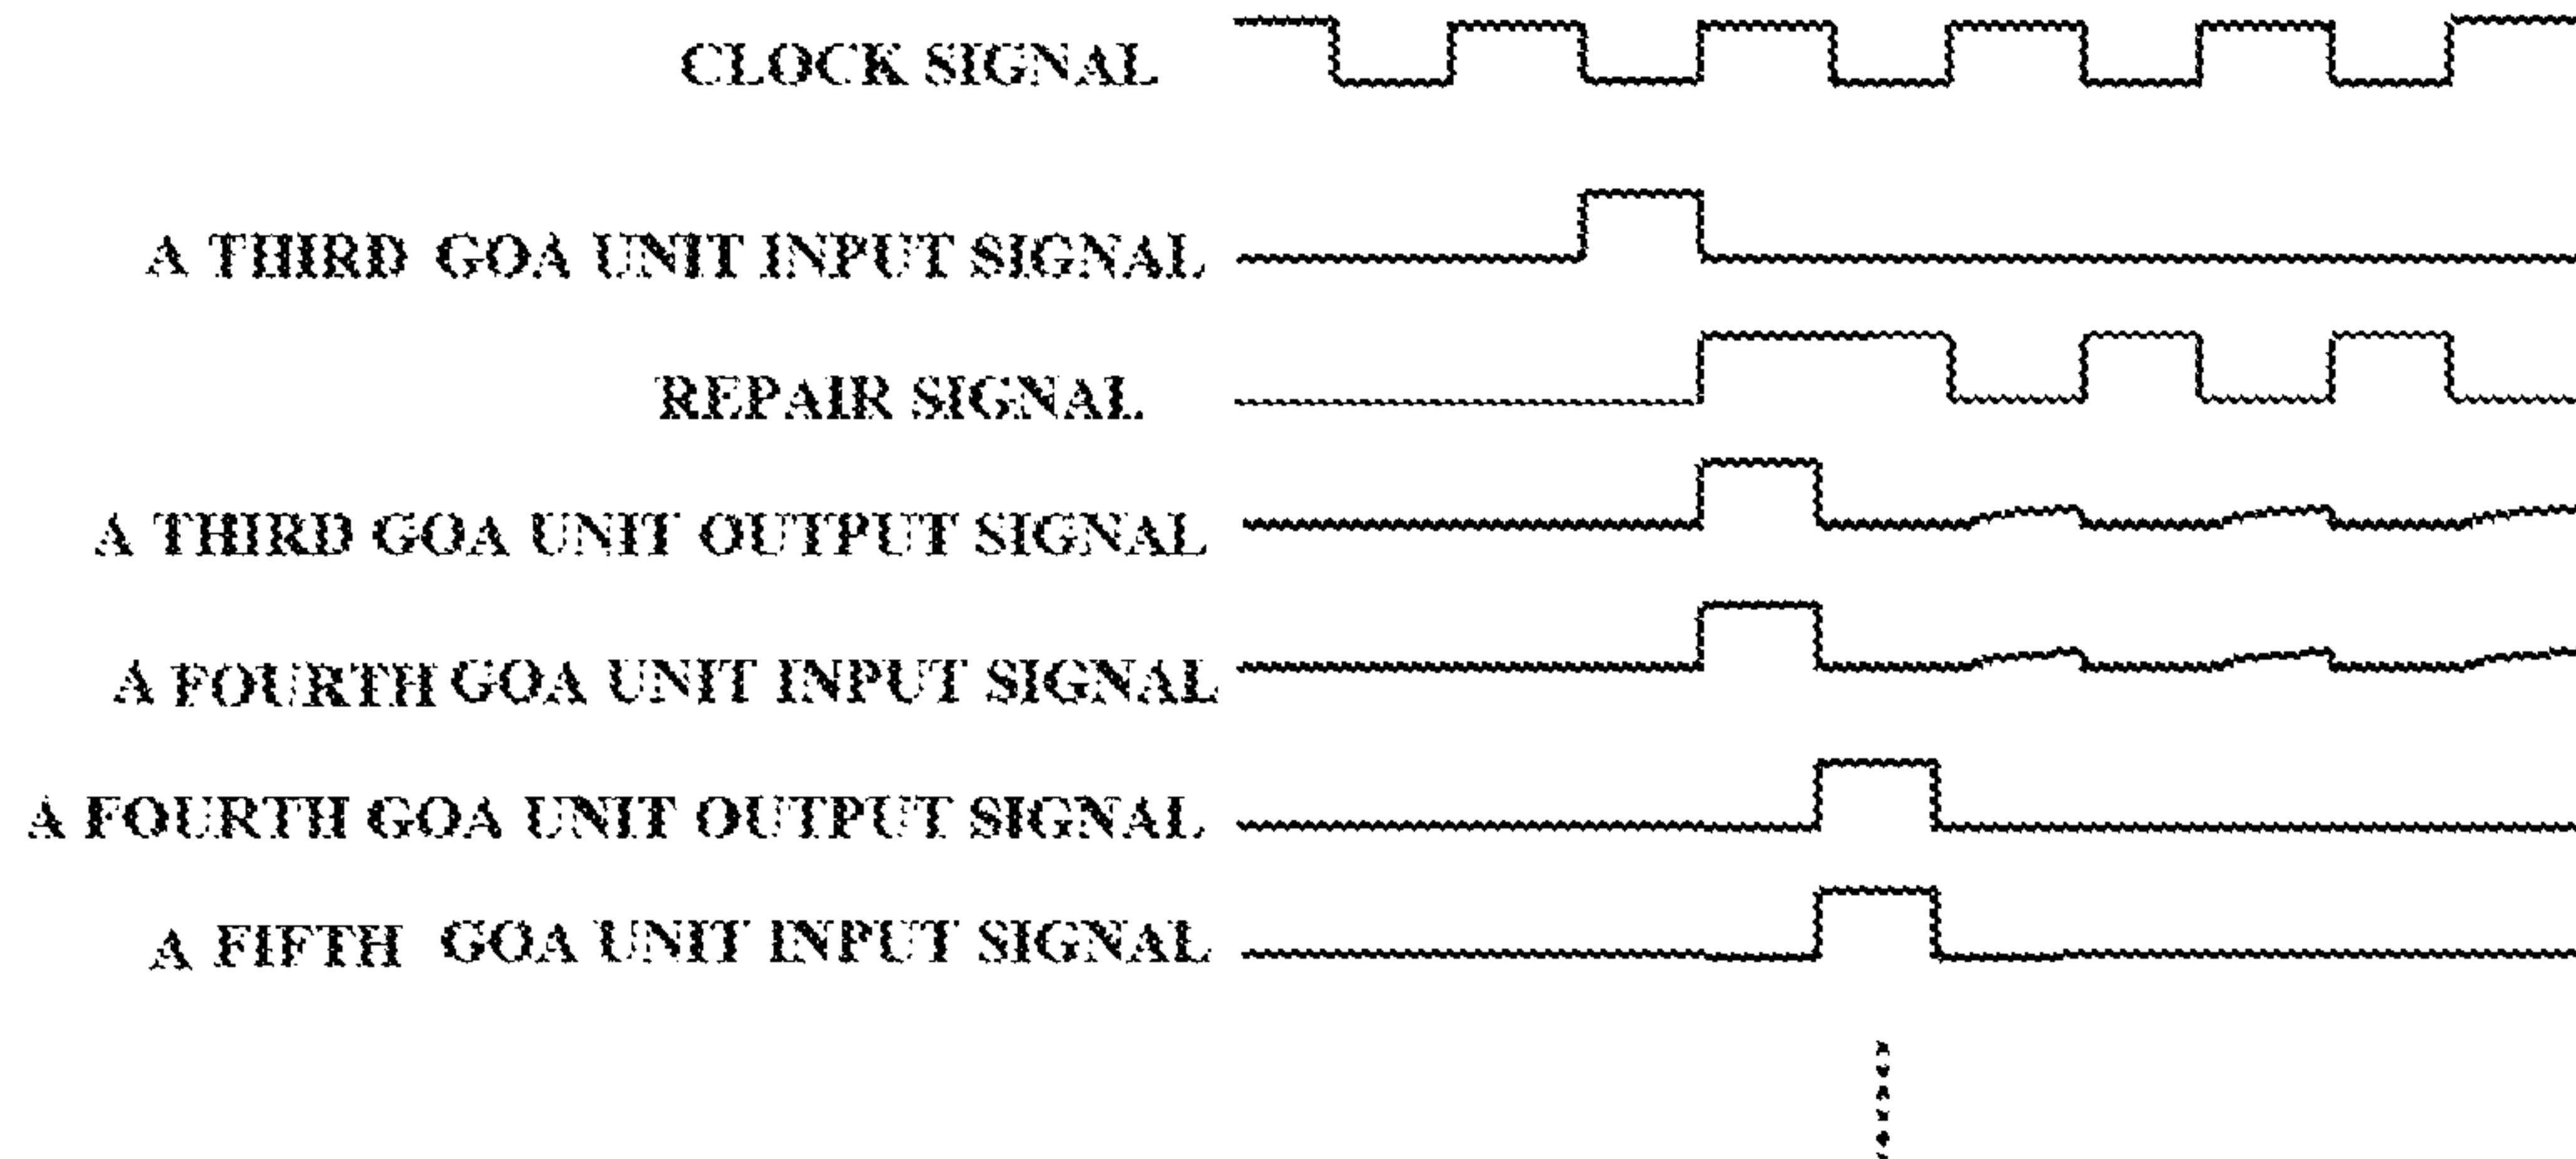 CLOCK SIGNAL
A THIRD GOA UNIT INPUT SIGNAL
REPAIR SIGNAL
A THIRD GOA UNIT OUTPUT SIGNAL
A FOURTH GOA UNIT INPUT SIGNAL
A FOURTH GOA UNIT OUTPUT SIGNAL
A FIFTH GOA UNIT INPUT SIGNAL